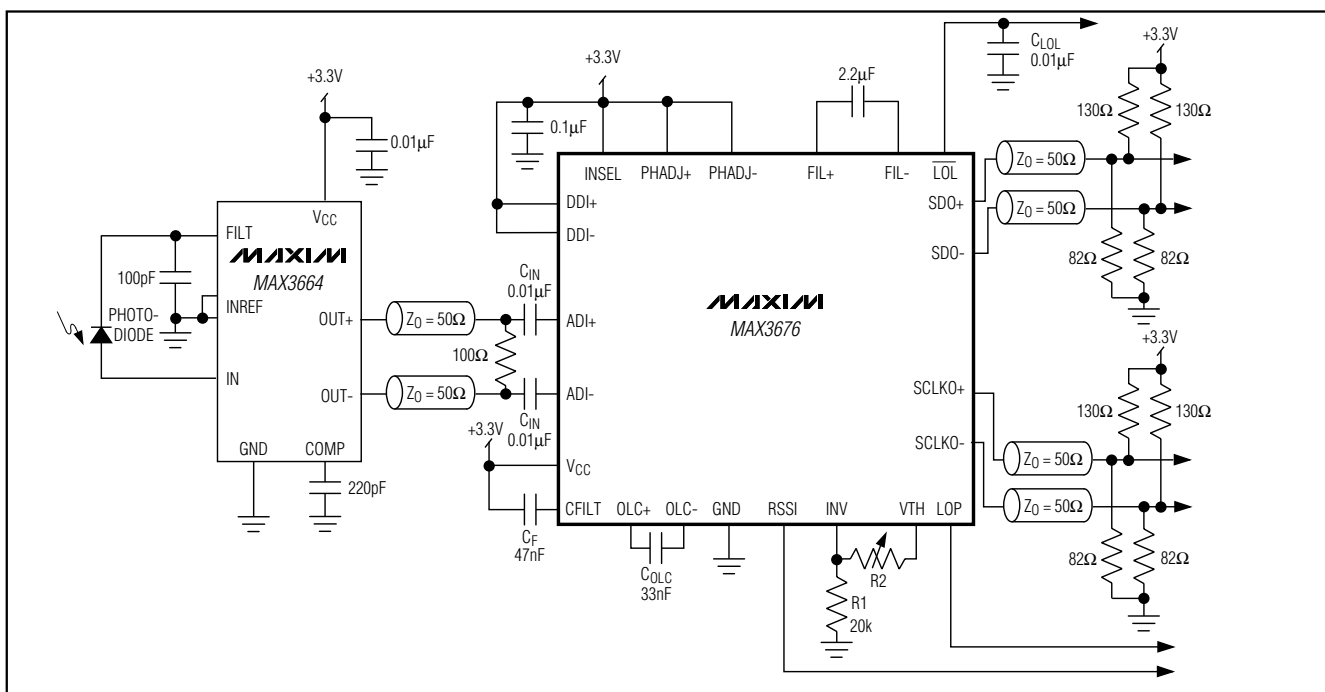 +3.3V
0.01µF
VCC
FILT
MAXIM
MAX3664
100pF
INREF
PHOTO-
DIODE
IN
OUT+
OUT-
GND
COMP
220pF
Z0 = 50Ω
Z0 = 50Ω
100Ω
CIN
0.01µF
CIN
0.01µF
+3.3V
0.1µF
+3.3V
CF
47nF
2.2µF
INSEL
PHADJ+
PHADJ-
FIL+
FIL-
LOL
DDI+
DDI-
ADI+
ADI-
VCC
CFILT
MAXIM
MAX3676
SDO+
SDO-
SCLKO+
SCLKO-
OLC+
OLC-
GND
RSSI
INV
VTH
LOP
COLC
33nF
R2
R1
20k
CLOL
0.01µF
+3.3V
130Ω
130Ω
Z0 = 50Ω
Z0 = 50Ω
82Ω
82Ω
+3.3V
130Ω
130Ω
Z0 = 50Ω
Z0 = 50Ω
82Ω
82Ω